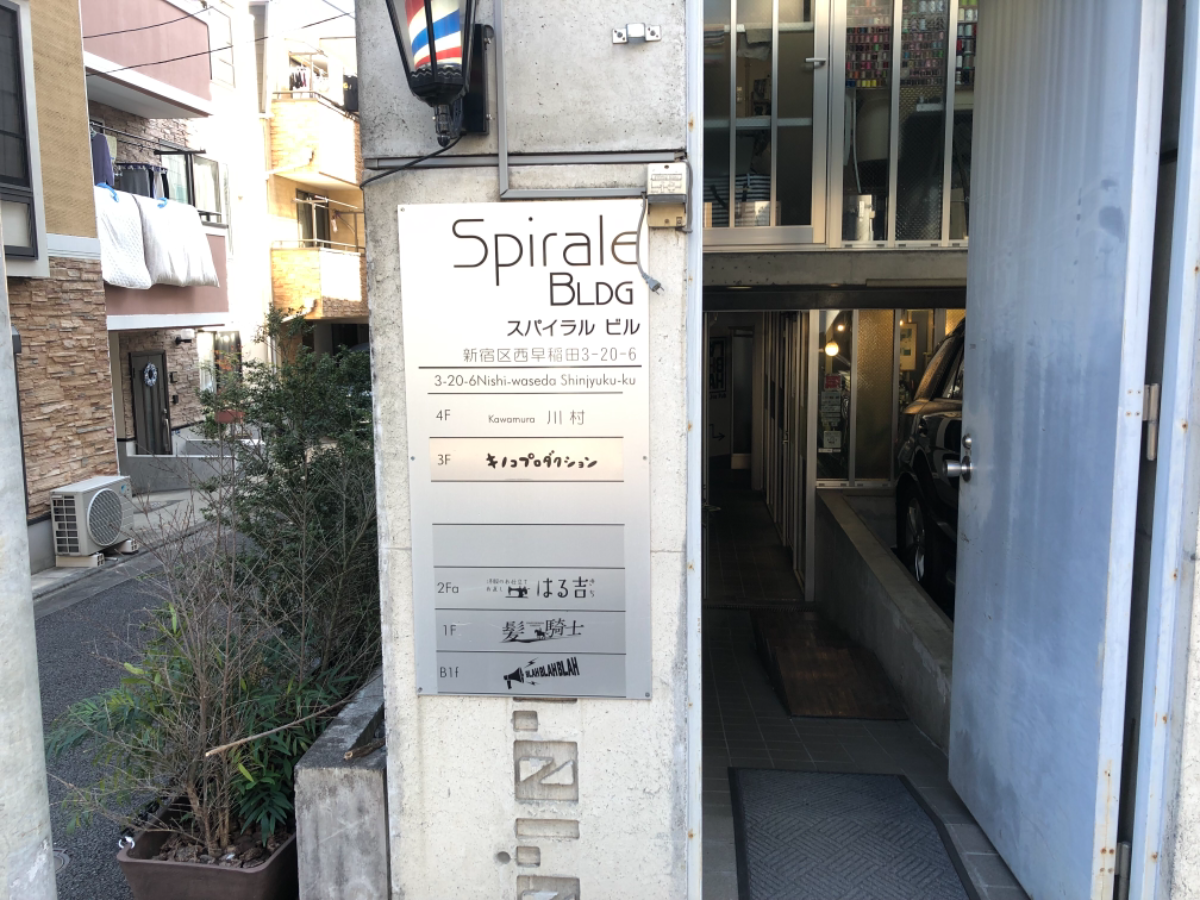 Spirale
BLDG
スパイラル ビル
新宿区西早稲田3-20-6
3-20-6Nishi-waseda Shinjyuku-ku
4F Kawamura 川村
3F キノコプロダクション
2Fa はる吉
1F 髪騎士
B1f BLAHBLAHBLAH